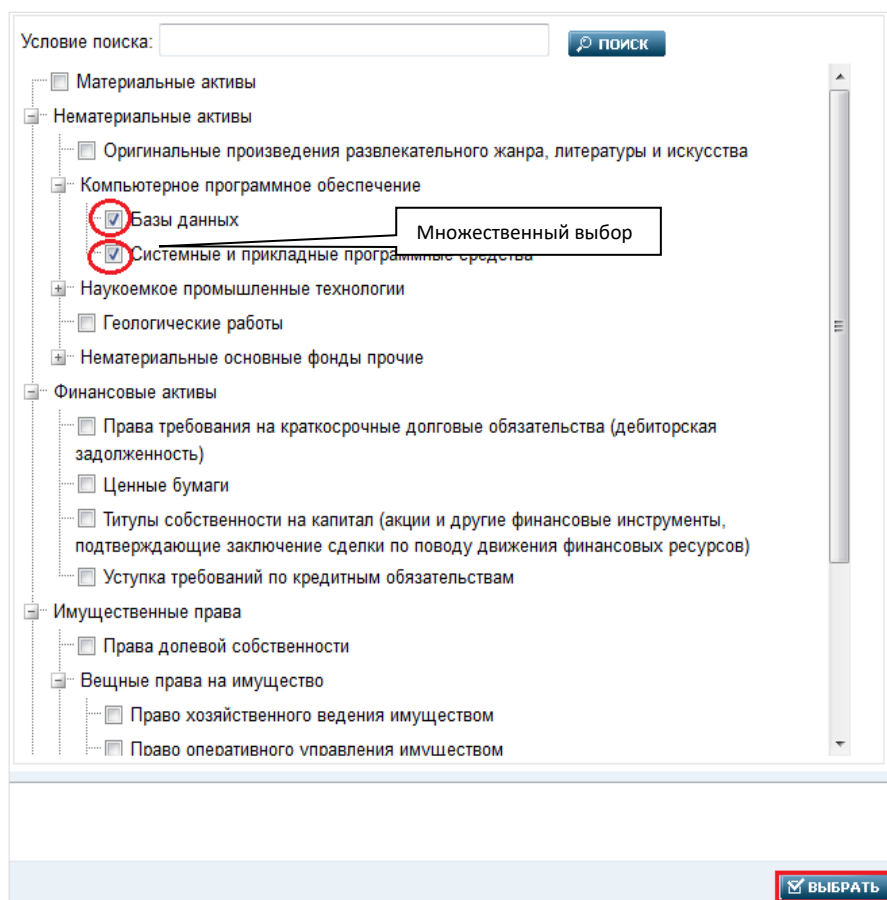 Условие поиска:
ПОИСК
Материальные активы
Нематериальные активы
Оригинальные произведения развлекательного жанра, литературы и искусства
Компьютерное программное обеспечение
Базы данных
Множественный выбор
Системные и прикладные программные средства
Наукоемкое промышленные технологии
Геологические работы
Нематериальные основные фонды прочие
Финансовые активы
Права требования на краткосрочные долговые обязательства (дебиторская
задолженность)
Ценные бумаги
Титулы собственности на капитал (акции и другие финансовые инструменты,
подтверждающие заключение сделки по поводу движения финансовых ресурсов)
Уступка требований по кредитным обязательствам
Имущественные права
Права долевой собственности
Вещные права на имущество
Право хозяйственного ведения имуществом
Право оперативного управления имуществом
ВЫБРАТЬ